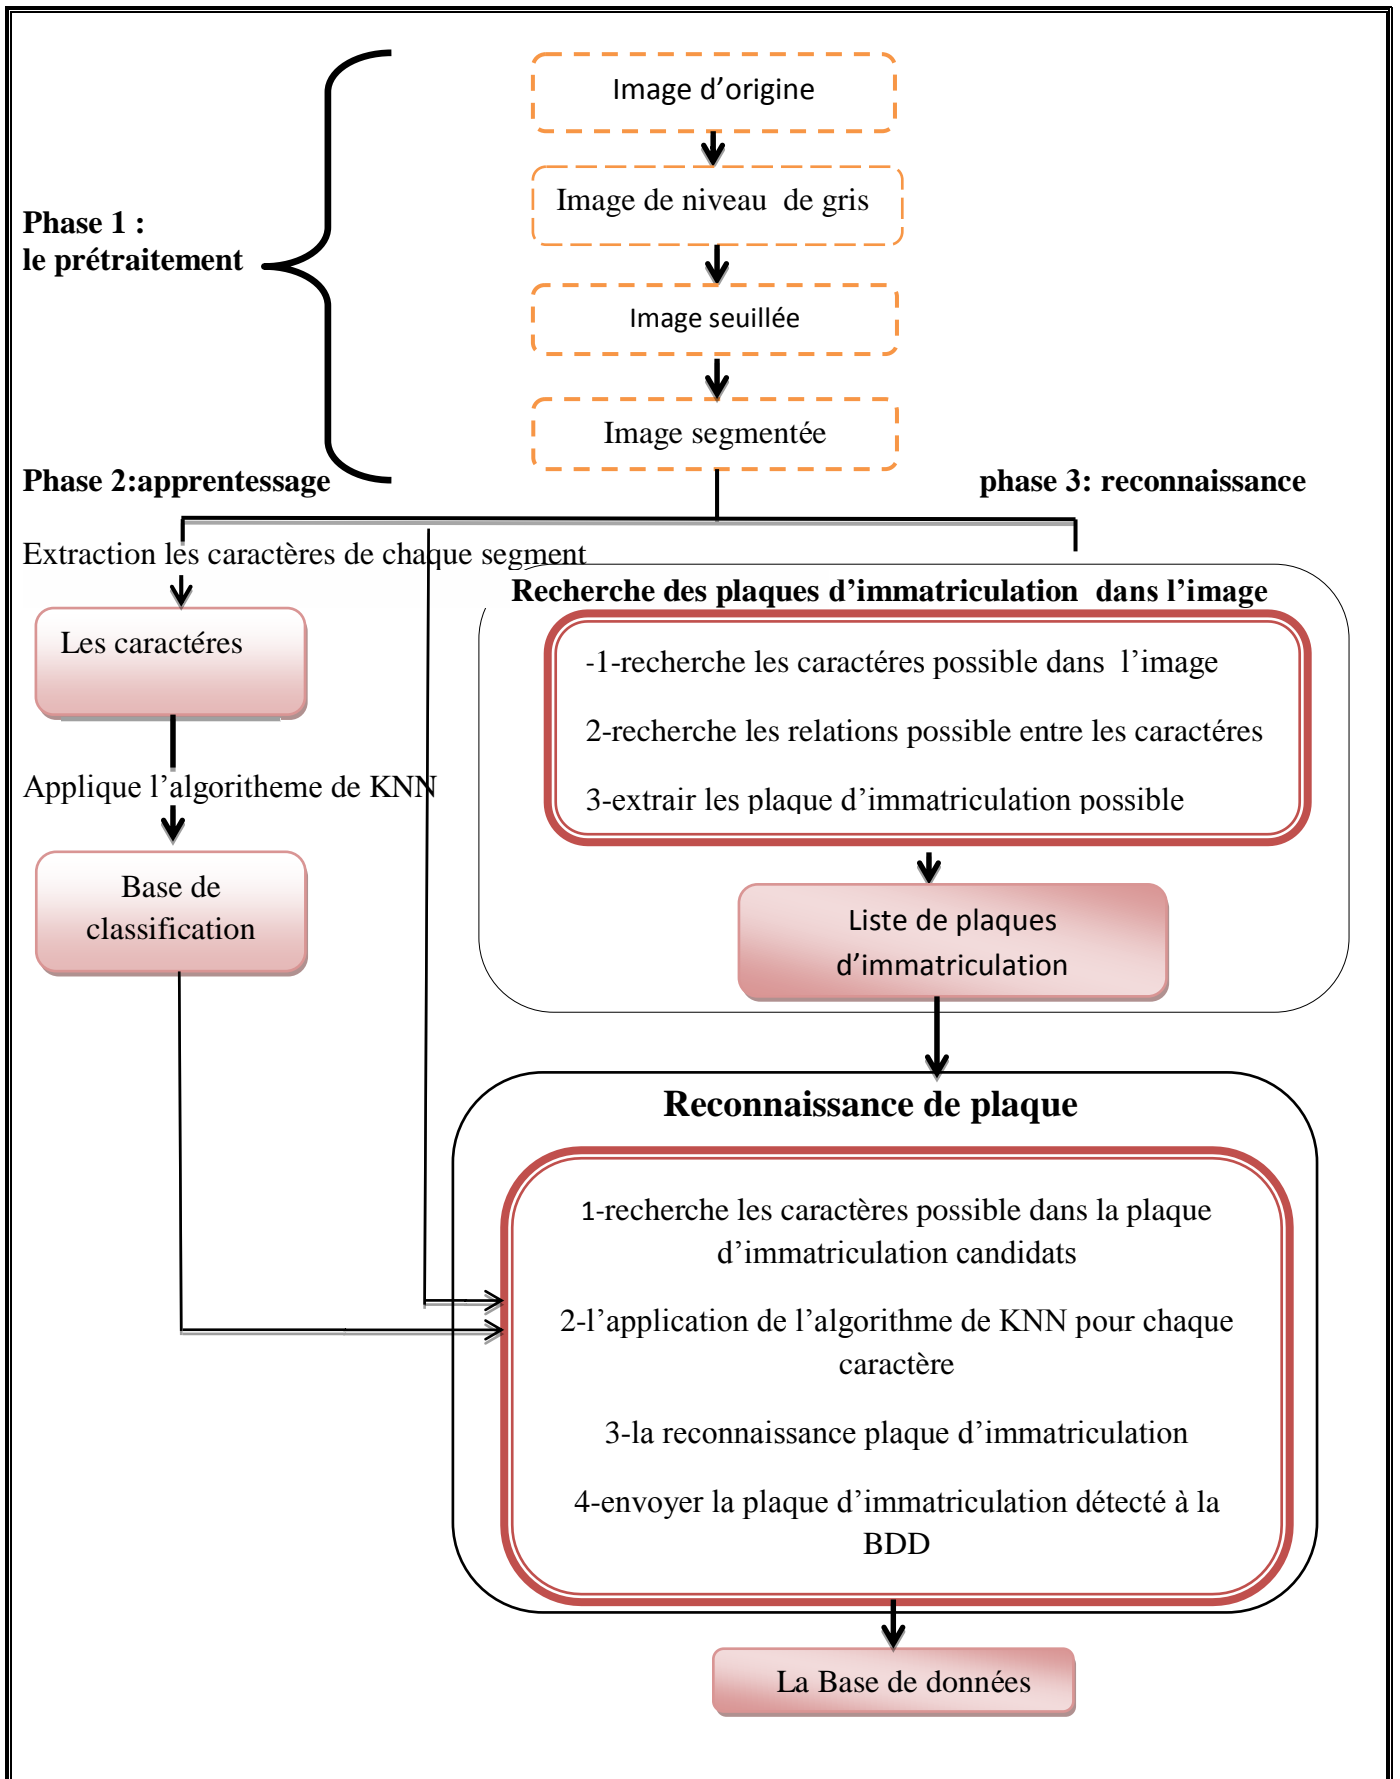 Image d’origine
Image de niveau  de gris
Phase 1 :
le prétraitement
Image seuillée
Image segmentée
Phase 2:apprentessage
phase 3: reconnaissance
Extraction les caractères de chaque segment
Les caractéres
Applique l’algoritheme de KNN
Base de
classification
Recherche des plaques d’immatriculation  dans l’image
-1-recherche les caractéres possible dans  l’image
2-recherche les relations possible entre les caractéres
3-extrair les plaque d’immatriculation possible
Liste de plaques
d’immatriculation
Reconnaissance de plaque
1-recherche les caractères possible dans la plaque
d’immatriculation candidats
2-l’application de l’algorithme de KNN pour chaque
caractère
3-la reconnaissance plaque d’immatriculation
4-envoyer la plaque d’immatriculation détecté à la
BDD
La Base de données